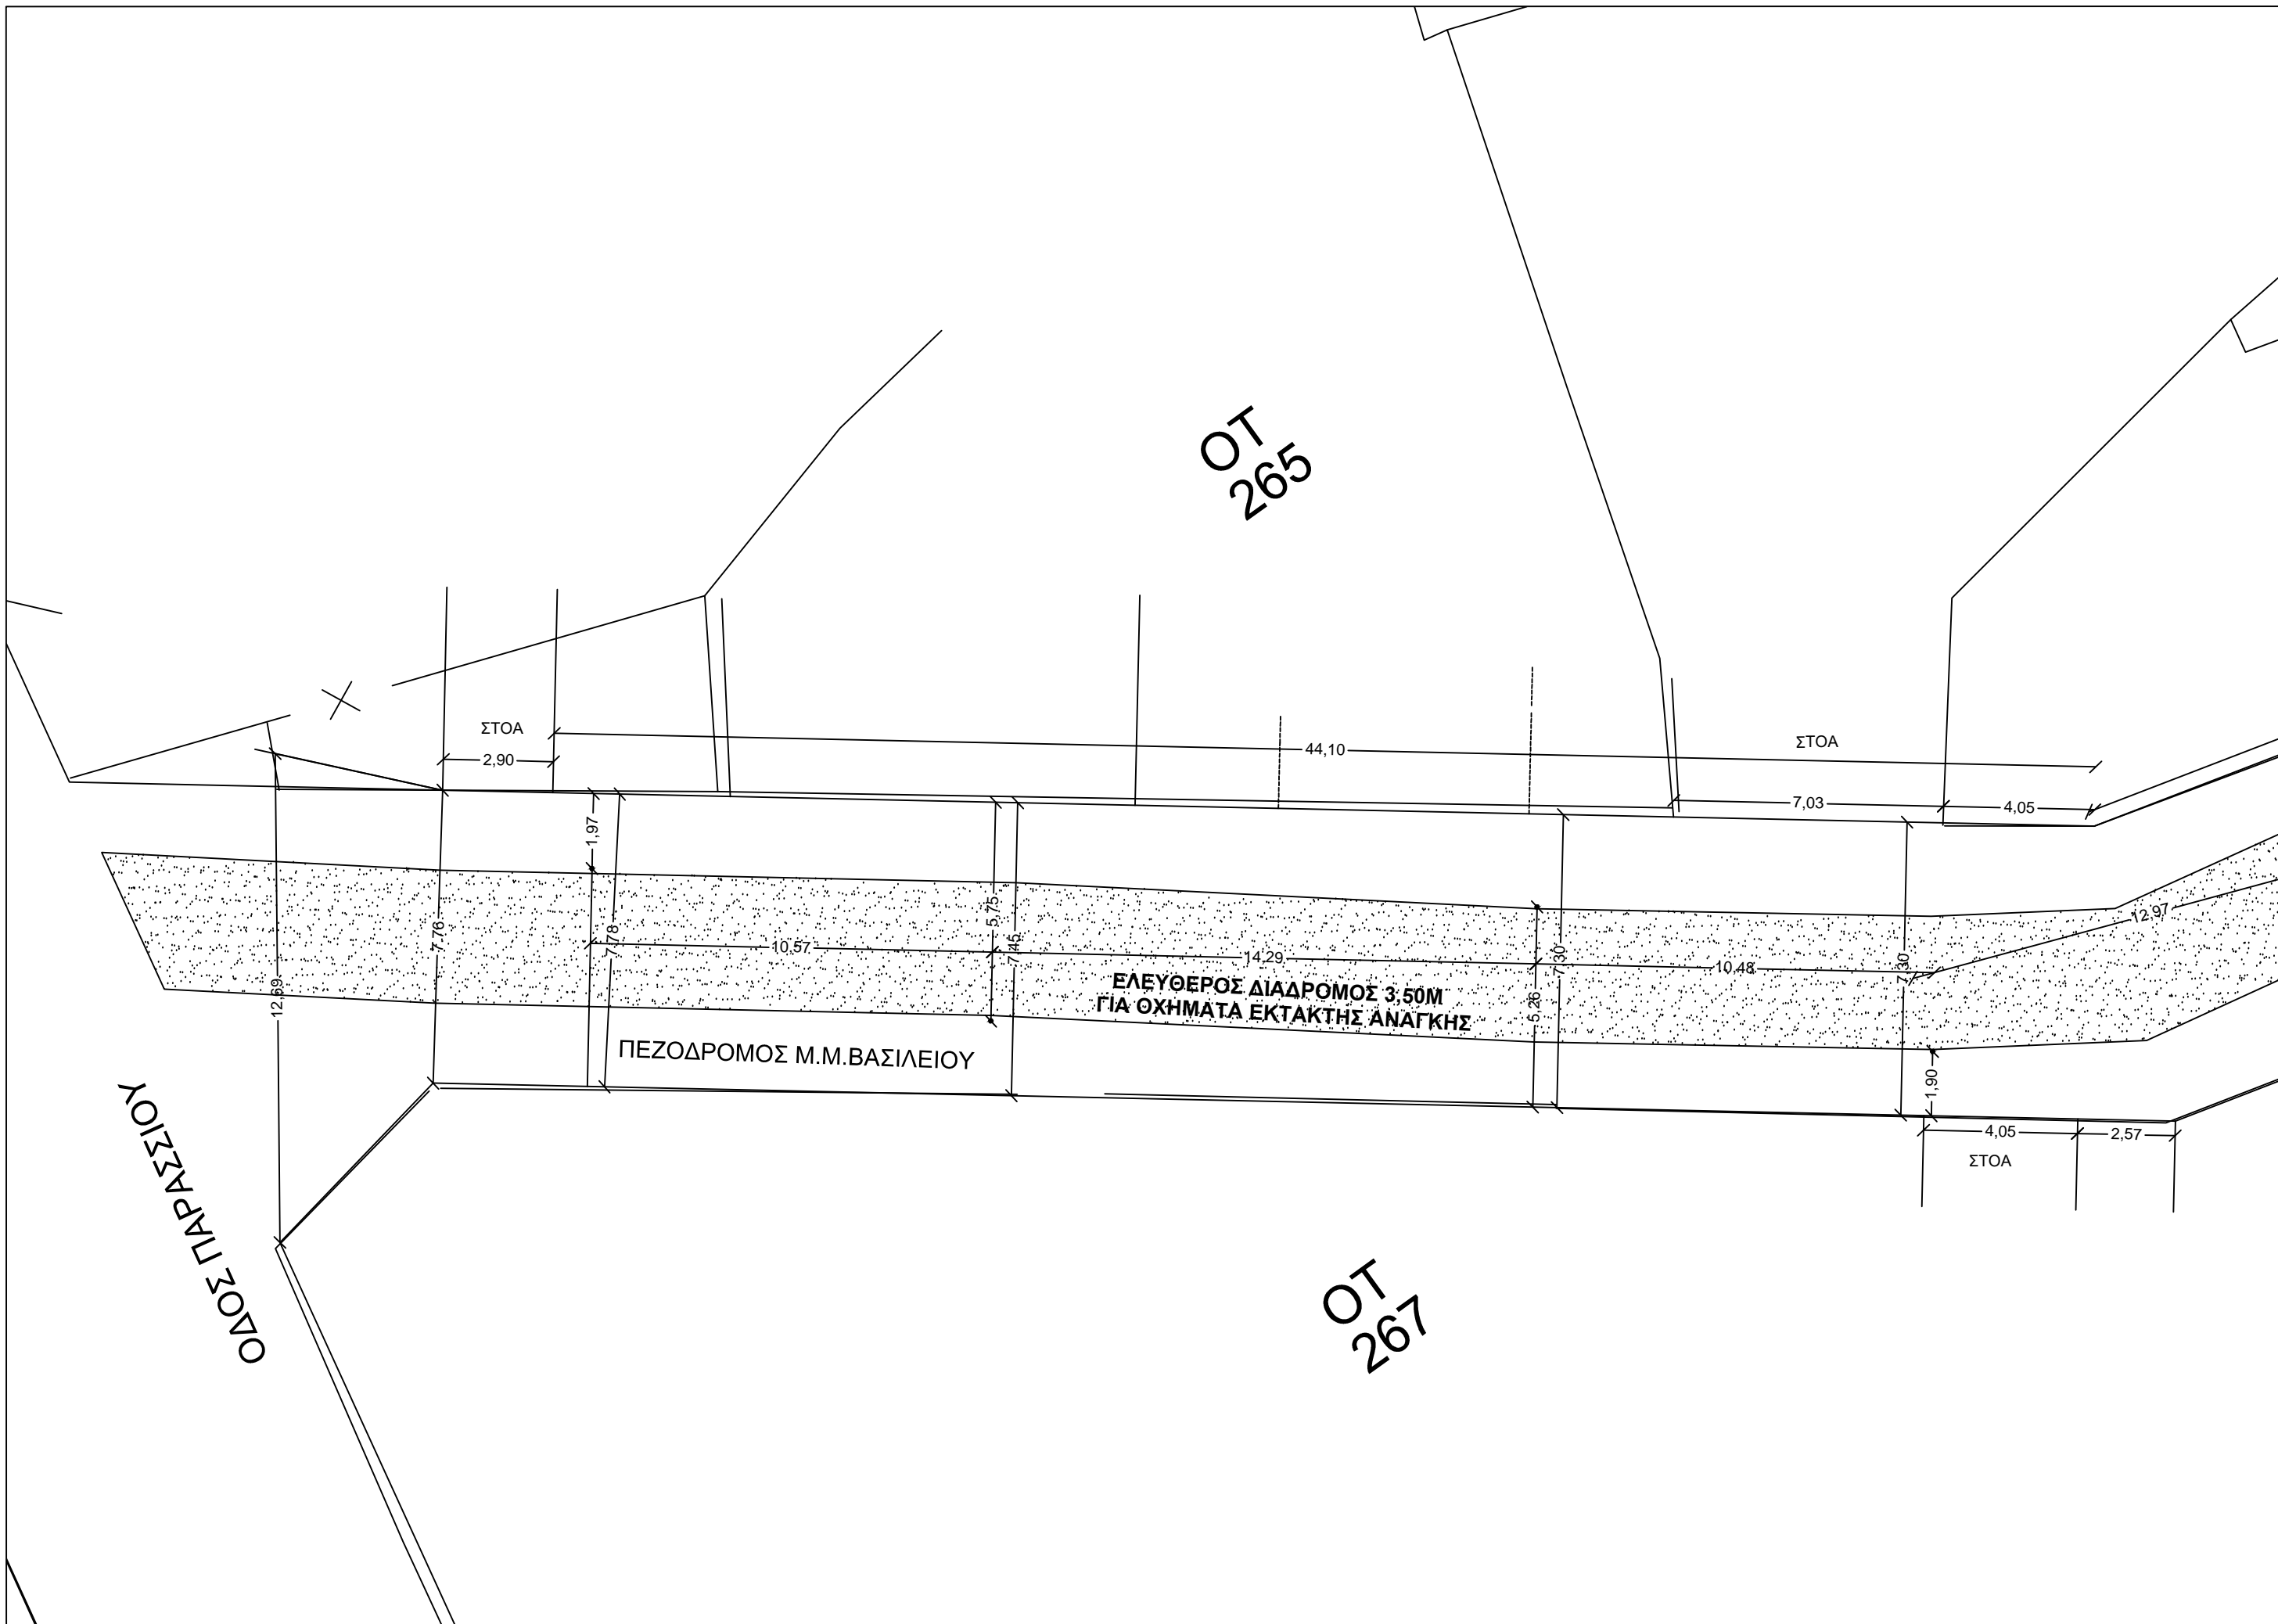 ΟΤ
265
ΣΤΟΑ
2,90
44,10
ΣΤΟΑ
7,03
4,05
1,97
12,69
7,76
7,78
10,57
5,75
7,45
14,29
5,26
7,30
10,48
7,30
12,97
1,90
ΕΛΕΥΘΕΡΟΣ ΔΙΑΔΡΟΜΟΣ 3,50Μ
ΓΙΑ ΟΧΗΜΑΤΑ ΕΚΤΑΚΤΗΣ ΑΝΑΓΚΗΣ
ΠΕΖΟΔΡΟΜΟΣ Μ.Μ.ΒΑΣΙΛΕΙΟΥ
4,05
2,57
ΣΤΟΑ
ΟΔΟΣ ΠΑΡΑΣΣΙΟΥ
ΟΤ
267